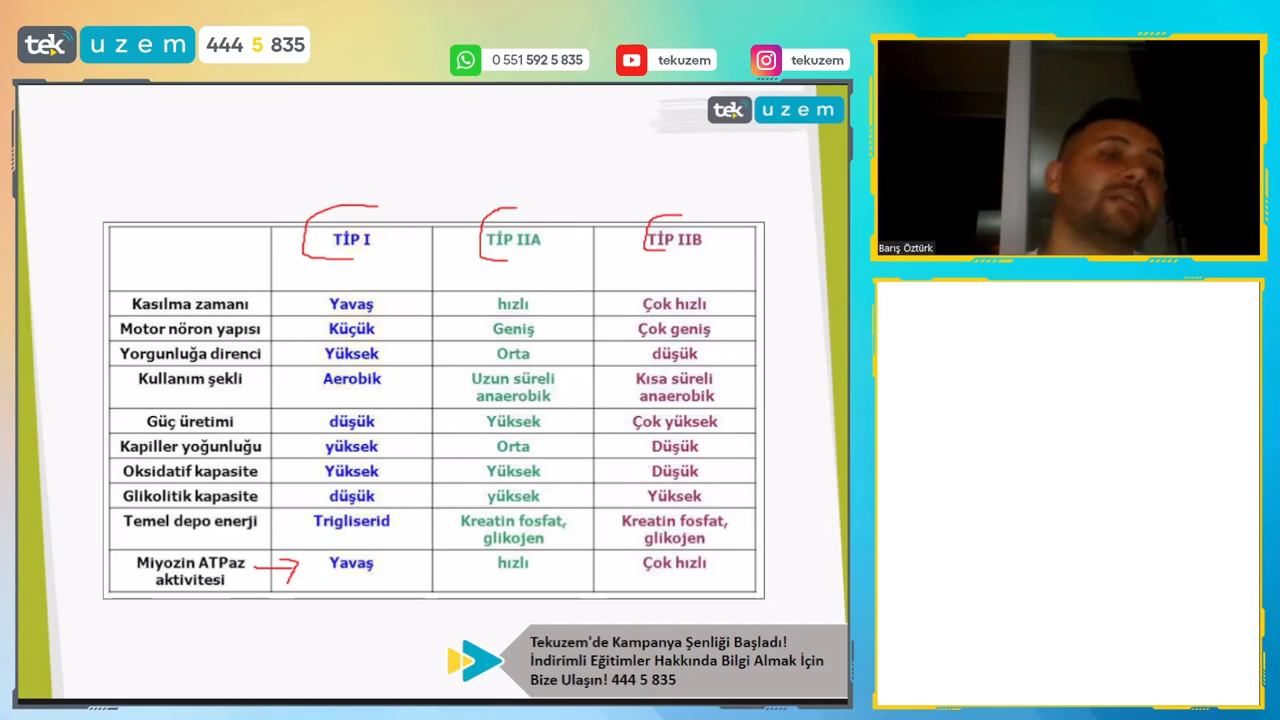 tek uzem 444 5 835
0 551 592 5 835
tekuzem
tekuzem
tek uzem
TİP I TİP IIA TİP IIB
Kasılma zamanı Yavaş hızlı Çok hızlı
Motor nöron yapısı Küçük Geniş Çok geniş
Yorgunluğa direnci Yüksek Orta düşük
Kullanım şekli Aerobik Uzun süreli anaerobik Kısa süreli anaerobik
Güç üretimi düşük Yüksek Çok yüksek
Kapiller yoğunluğu yüksek Orta Düşük
Oksidatif kapasite Yüksek Yüksek Düşük
Glikolitik kapasite düşük yüksek Yüksek
Temel depo enerji Trigliserid Kreatin fosfat, glikojen Kreatin fosfat, glikojen
Miyozin ATPaz aktivitesi Yavaş hızlı Çok hızlı
Tekuzem'de Kampanya Şenliği Başladı!
İndirimli Eğitimler Hakkında Bilgi Almak İçin
Bize Ulaşın! 444 5 835
Barış Öztürk